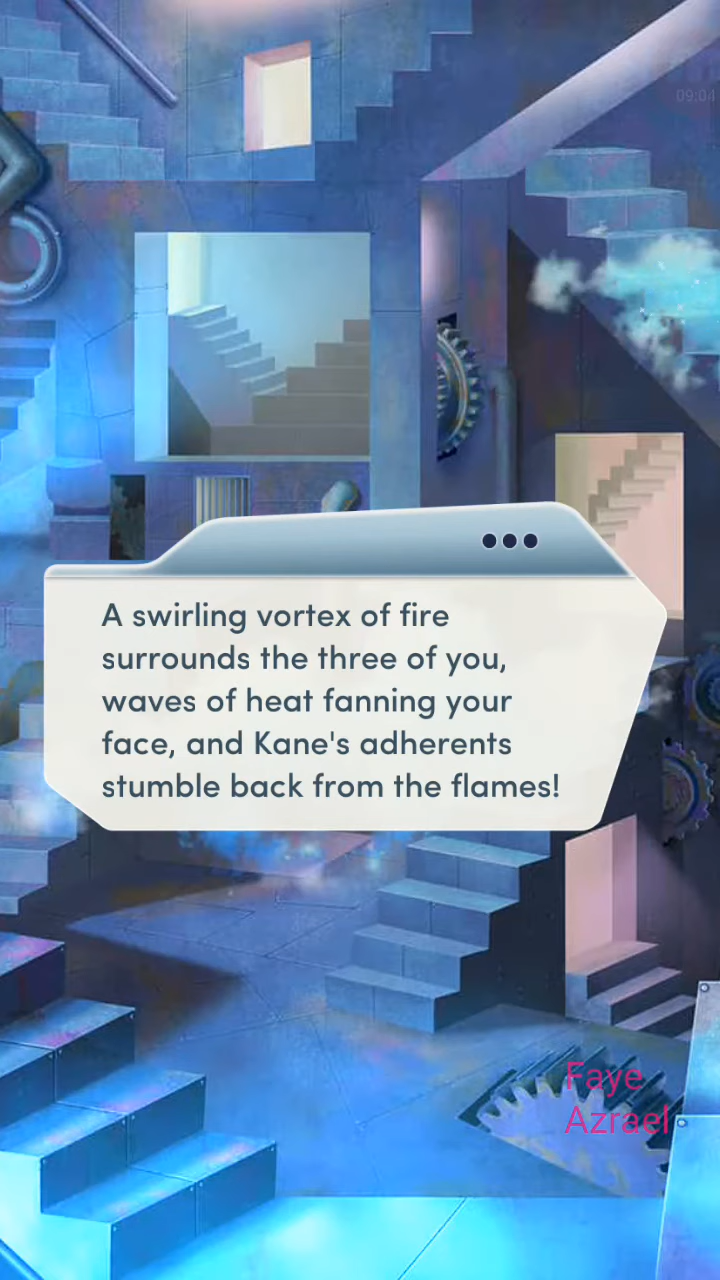 09:04
A swirling vortex of fire
surrounds the three of you,
waves of heat fanning your
face, and Kane's adherents
stumble back from the flames!
Faye
Azrael